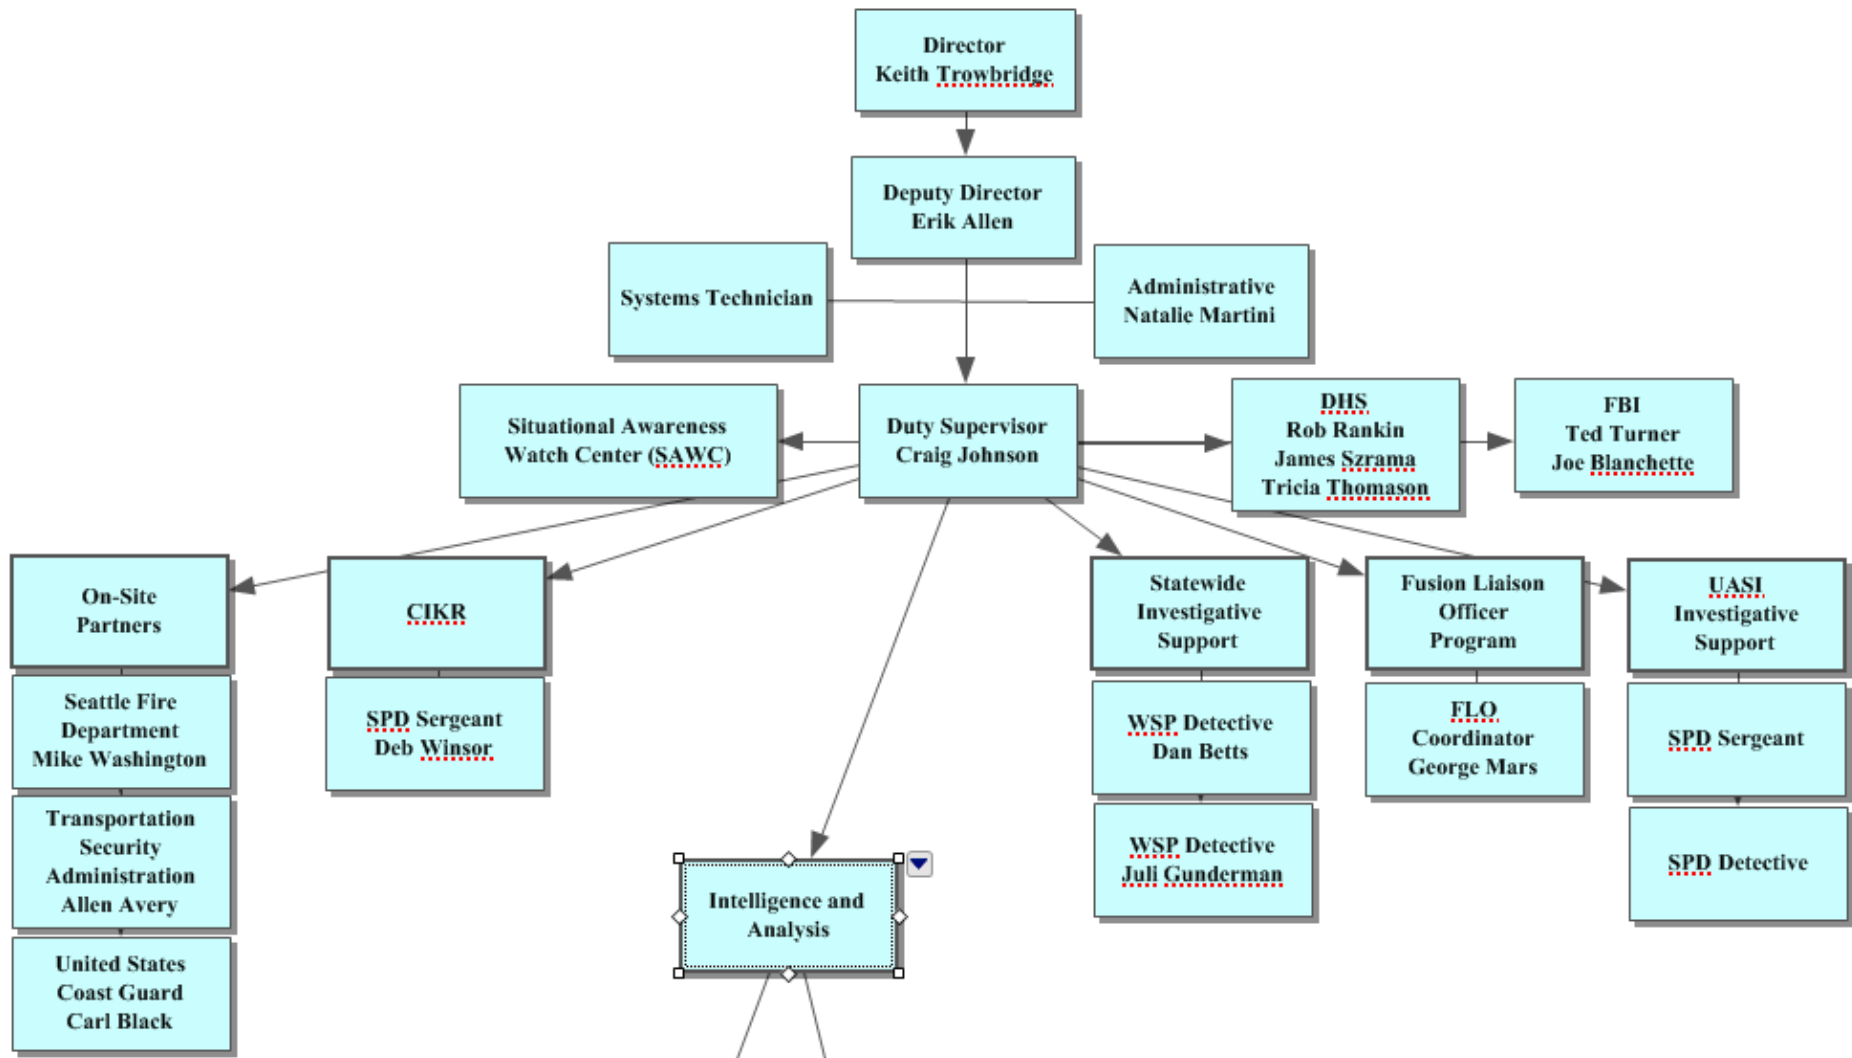 Director
Keith Trowbridge
Deputy Director
Erik Allen
Systems Technician
Administrative
Natalie Martini
Situational Awareness
Watch Center (SAWC)
Duty Supervisor
Craig Johnson
DHS
Rob Rankin
James Szrama
Tricia Thomason
FBI
Ted Turner
Joe Blanchette
On-Site
Partners
CIKR
Statewide
Investigative
Support
Fusion Liaison
Officer
Program
UASI
Investigative
Support
Seattle Fire
Department
Mike Washington
SPD Sergeant
Deb Winsor
WSP Detective
Dan Betts
FLO
Coordinator
George Mars
SPD Sergeant
Transportation
Security
Administration
Allen Avery
WSP Detective
Juli Gunderman
SPD Detective
Intelligence and
Analysis
United States
Coast Guard
Carl Black